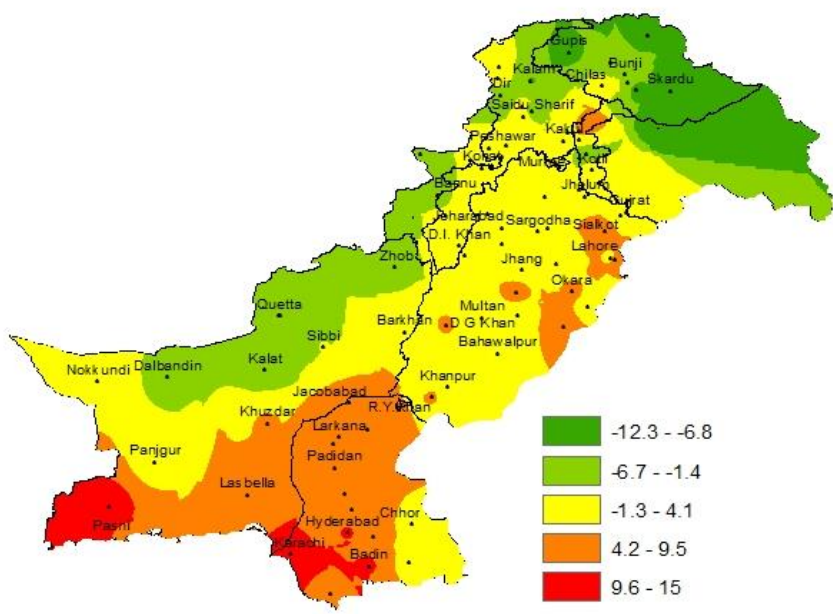 Gupis
Kalam
Bunji
Chilas
Skardu
Dir
Saidu Sharif
Kakul
Peshawar
Kohat
Murree
Kotli
Bannu
Jhelum
Gujrat
Joharabad
Sargodha
Sialkot
D.I. Khan
Lahore
Zhob
Jhang
Okara
Quetta
Multan
Sibbi
Barkhan
D G Khan
Bahawalpur
Kalat
Dalbandin
Nokkundi
Khanpur
Jacobabad
R.Y.Khan
Khuzdar
Larkana
Panjgur
Padidan
Lasbella
Chhor
Pasni
Hyderabad
Karachi
Badin
-12.3 - -6.8
-6.7 - -1.4
-1.3 - 4.1
4.2 - 9.5
9.6 - 15